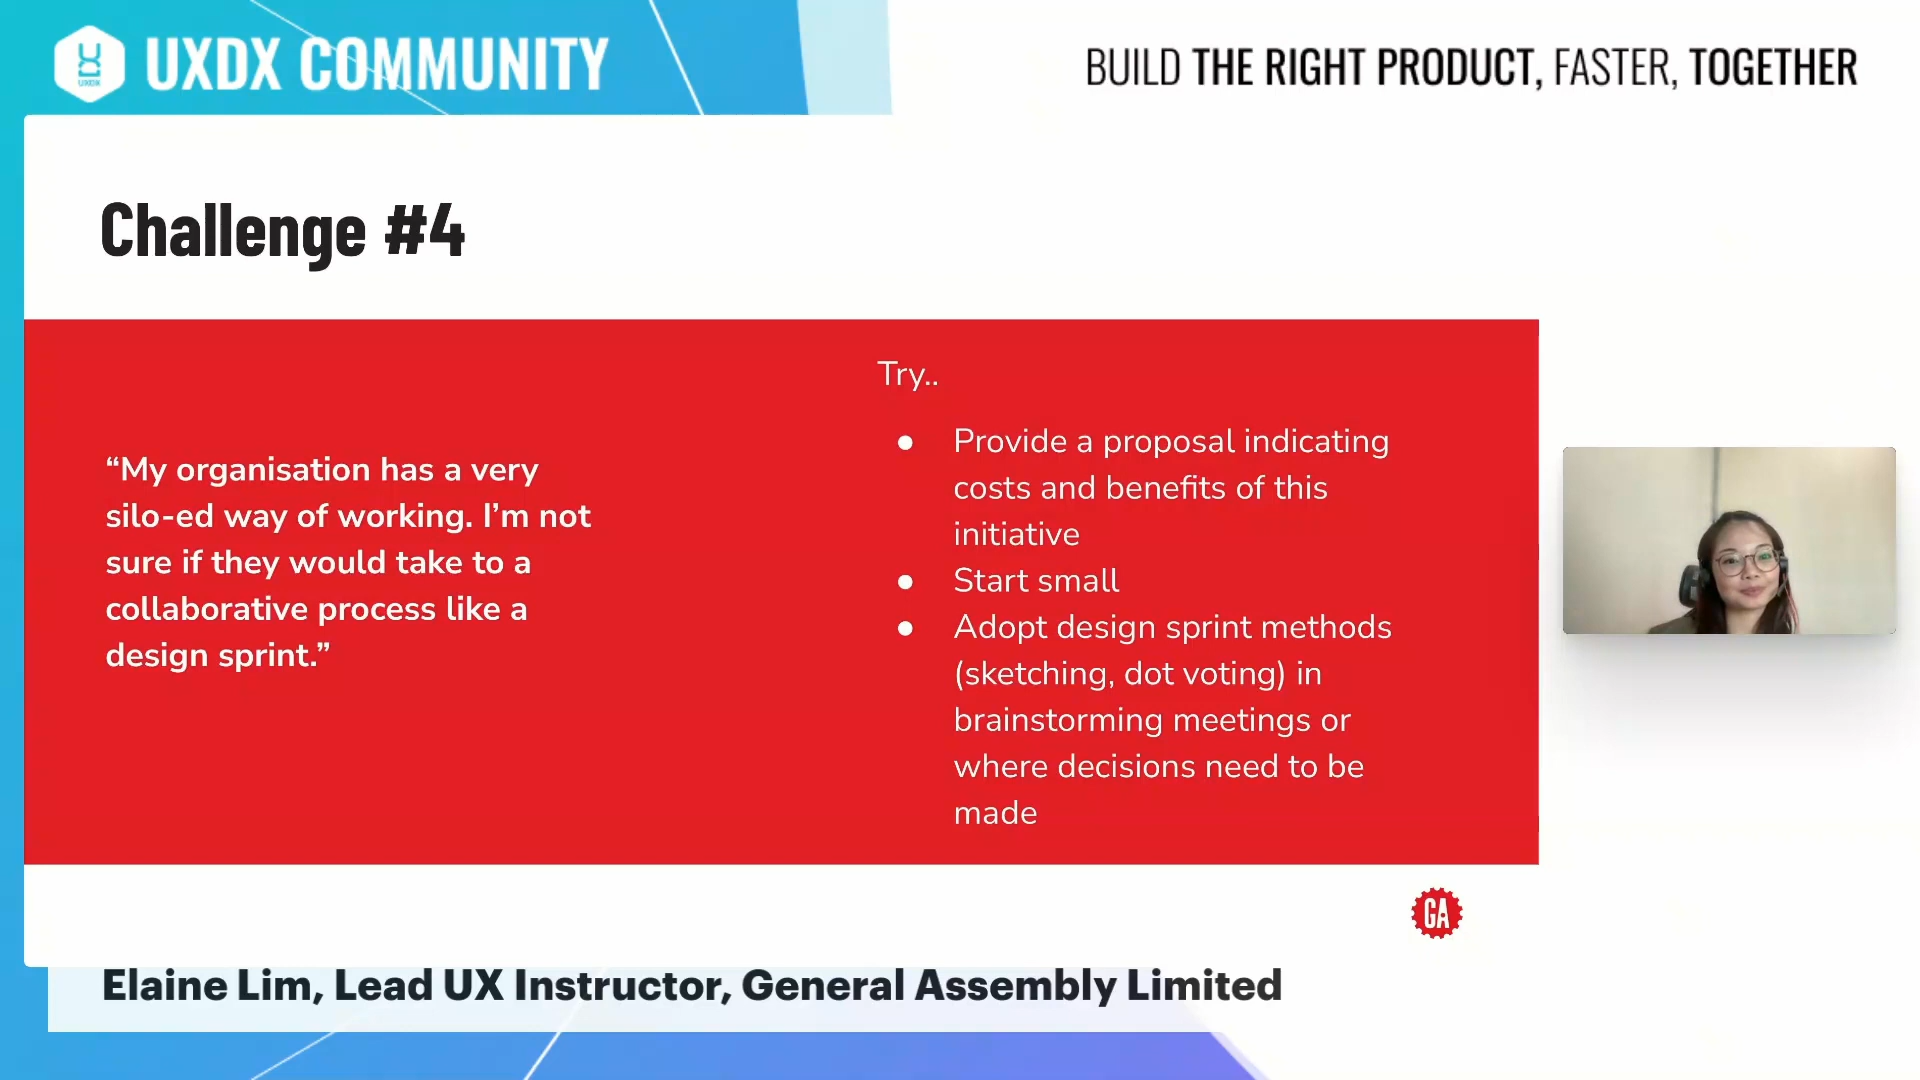 UXDX
UXDX COMMUNITY
BUILD THE RIGHT PRODUCT, FASTER, TOGETHER
Challenge #4
“My organisation has a very
silo-ed way of working. I’m not
sure if they would take to a
collaborative process like a
design sprint.”
Try..
● Provide a proposal indicating
costs and benefits of this
initiative
● Start small
● Adopt design sprint methods
(sketching, dot voting) in
brainstorming meetings or
where decisions need to be
made
GA
Elaine Lim, Lead UX Instructor, General Assembly Limited